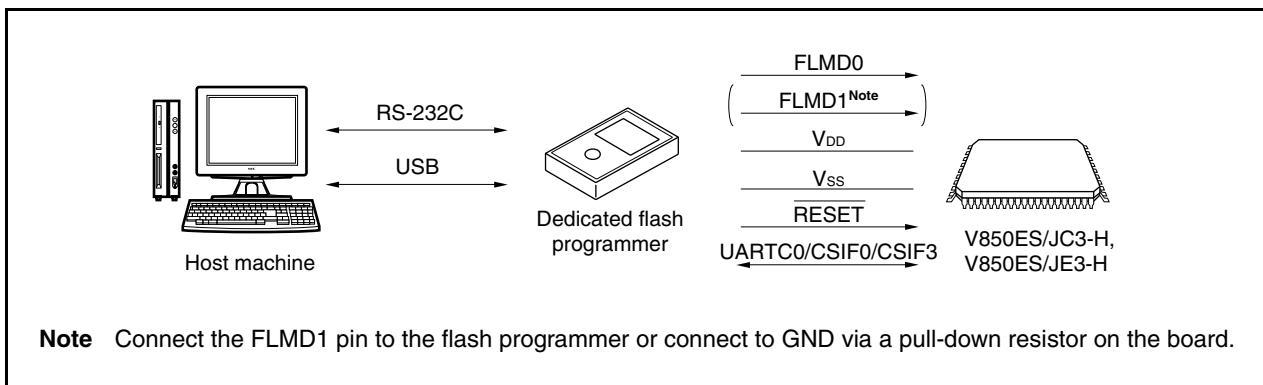 FLMD0
FLMD1Note
RS-232C
VDD
USB
VSS
RESET
Dedicated flash
programmer
UARTC0/CSIF0/CSIF3
V850ES/JC3-H,
V850ES/JE3-H
Host machine
Note Connect the FLMD1 pin to the flash programmer or connect to GND via a pull-down resistor on the board.